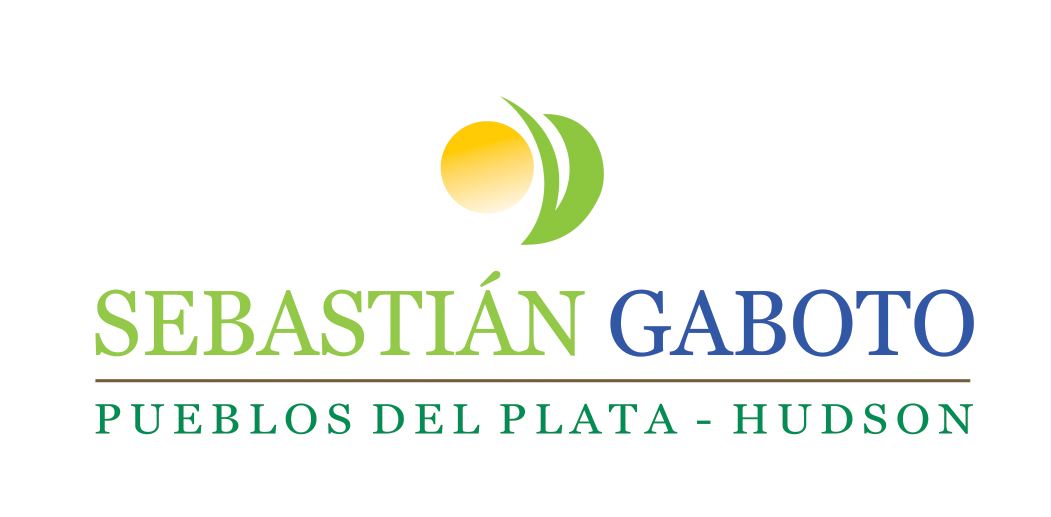 SEBASTIÁN GABOTO
PUEBLOS DEL PLATA - HUDSON